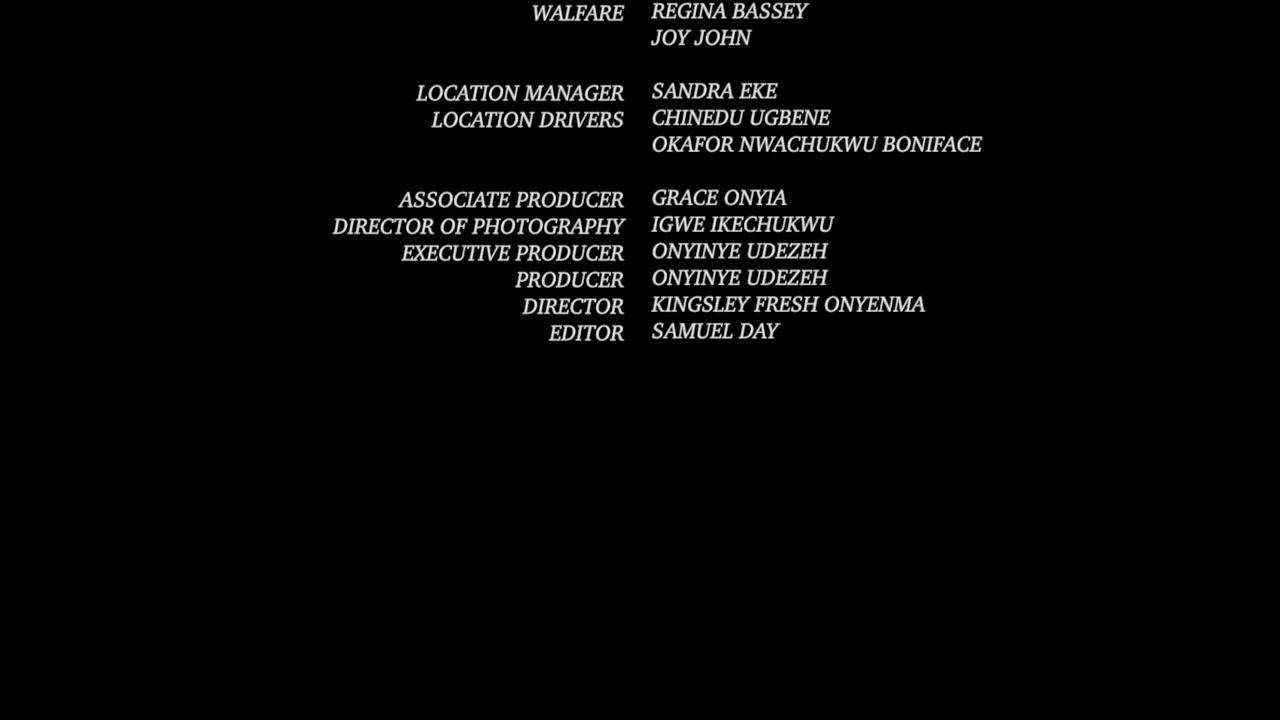 WALFARE REGINA BASSEY
JOY JOHN
LOCATION MANAGER SANDRA EKE
LOCATION DRIVERS CHINEDU UGBENE
OKAFOR NWACHUKWU BONIFACE
ASSOCIATE PRODUCER GRACE ONYIA
DIRECTOR OF PHOTOGRAPHY IGWE IKECHUKWU
EXECUTIVE PRODUCER ONYINYE UDEZEH
PRODUCER ONYINYE UDEZEH
DIRECTOR KINGSLEY FRESH ONYENMA
EDITOR SAMUEL DAY